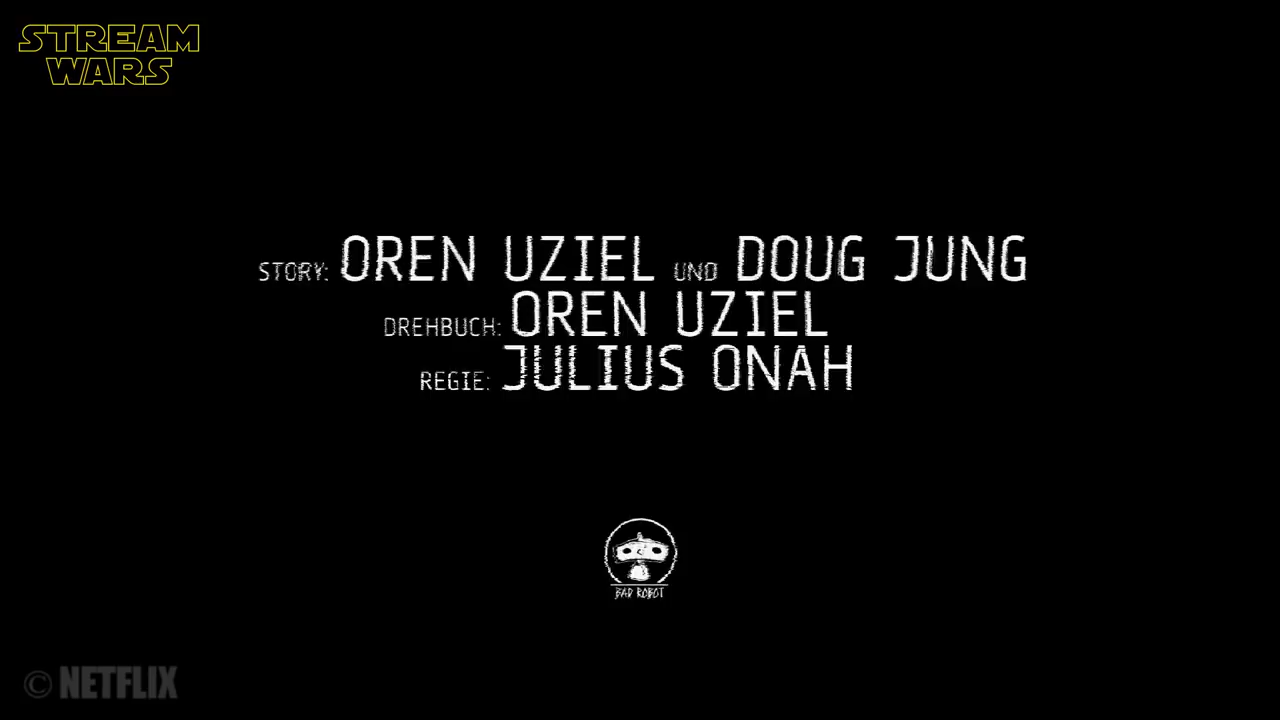 STREAM
WARS
STORY: OREN UZIEL UND DOUG JUNG
DREHBUCH: OREN UZIEL
REGIE: JULIUS ONAH
BAD ROBOT
© NETFLIX